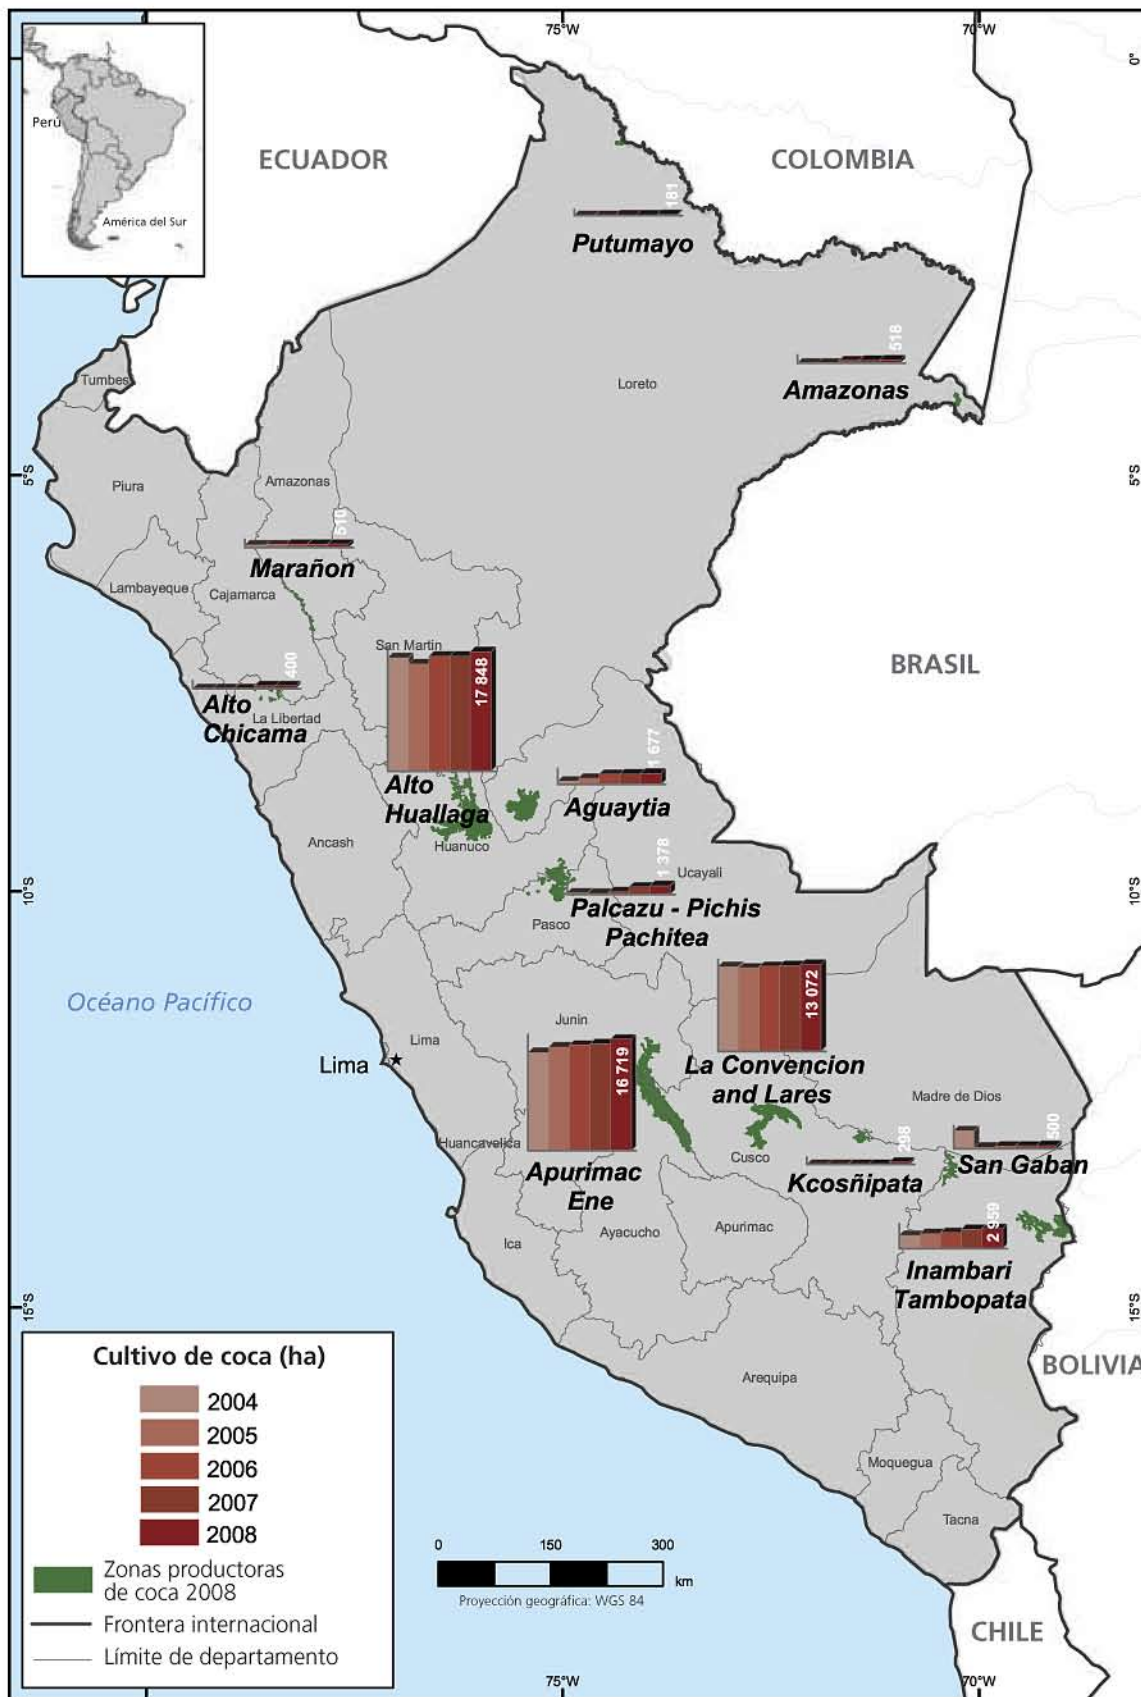 75°W
70°W
0°
Perú
América del Sur
ECUADOR
COLOMBIA
181
Putumayo
518
Amazonas
Tumbes
Loreto
5°S
5°S
Piura
Amazonas
510
Marañon
Lambayeque
Cajamarca
San Martin
BRASIL
400
Alto
Chicama
La Libertad
17 848
Alto
Huallaga
1 677
Aguaytia
Ancash
Huanuco
1 378
Ucayali
10°S
10°S
Palcazu - Pichis
Pachitea
Pasco
Océano Pacífico
13 072
La Convencion
and Lares
Junin
Lima
Lima
16 719
Apurimac
Ene
Madre de Dios
Huancavelica
Cusco
298
Kcosñipata
500
San Gaban
Ica
Ayacucho
Apurimac
2 959
Inambari
Tambopata
15°S
15°S
BOLIVIA
Arequipa
Moquegua
Tacna
CHILE
Cultivo de coca (ha)
2004
2005
2006
2007
2008
Zonas productoras
de coca 2008
Frontera internacional
Límite de departamento
0 150 300
km
Proyección geográfica: WGS 84
75°W
70°W